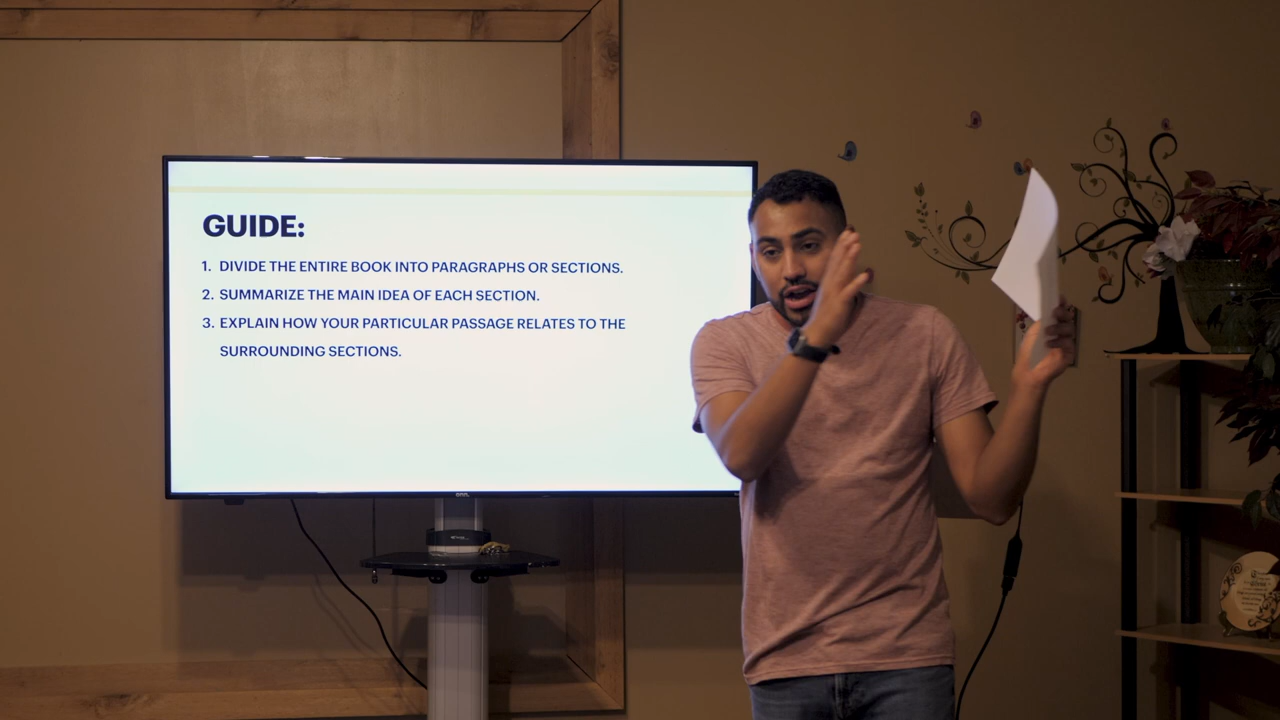 GUIDE:
1. DIVIDE THE ENTIRE BOOK INTO PARAGRAPHS OR SECTIONS.
2. SUMMARIZE THE MAIN IDEA OF EACH SECTION.
3. EXPLAIN HOW YOUR PARTICULAR PASSAGE RELATES TO THE
SURROUNDING SECTIONS.